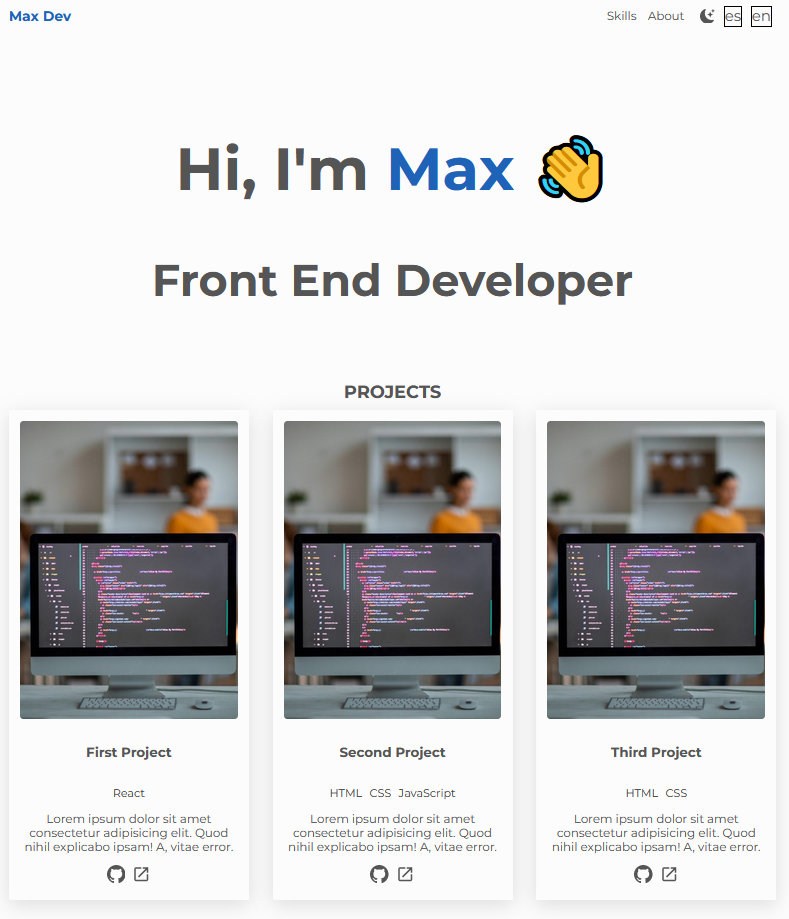 Max Dev
Skills About es en
Hi, I'm Max
Front End Developer
PROJECTS
First Project
React
Lorem ipsum dolor sit amet
consectetur adipisicing elit. Quod
nihil explicabo ipsam! A, vitae error.
Second Project
HTML CSS JavaScript
Lorem ipsum dolor sit amet
consectetur adipisicing elit. Quod
nihil explicabo ipsam! A, vitae error.
Third Project
HTML CSS
Lorem ipsum dolor sit amet
consectetur adipisicing elit. Quod
nihil explicabo ipsam! A, vitae error.